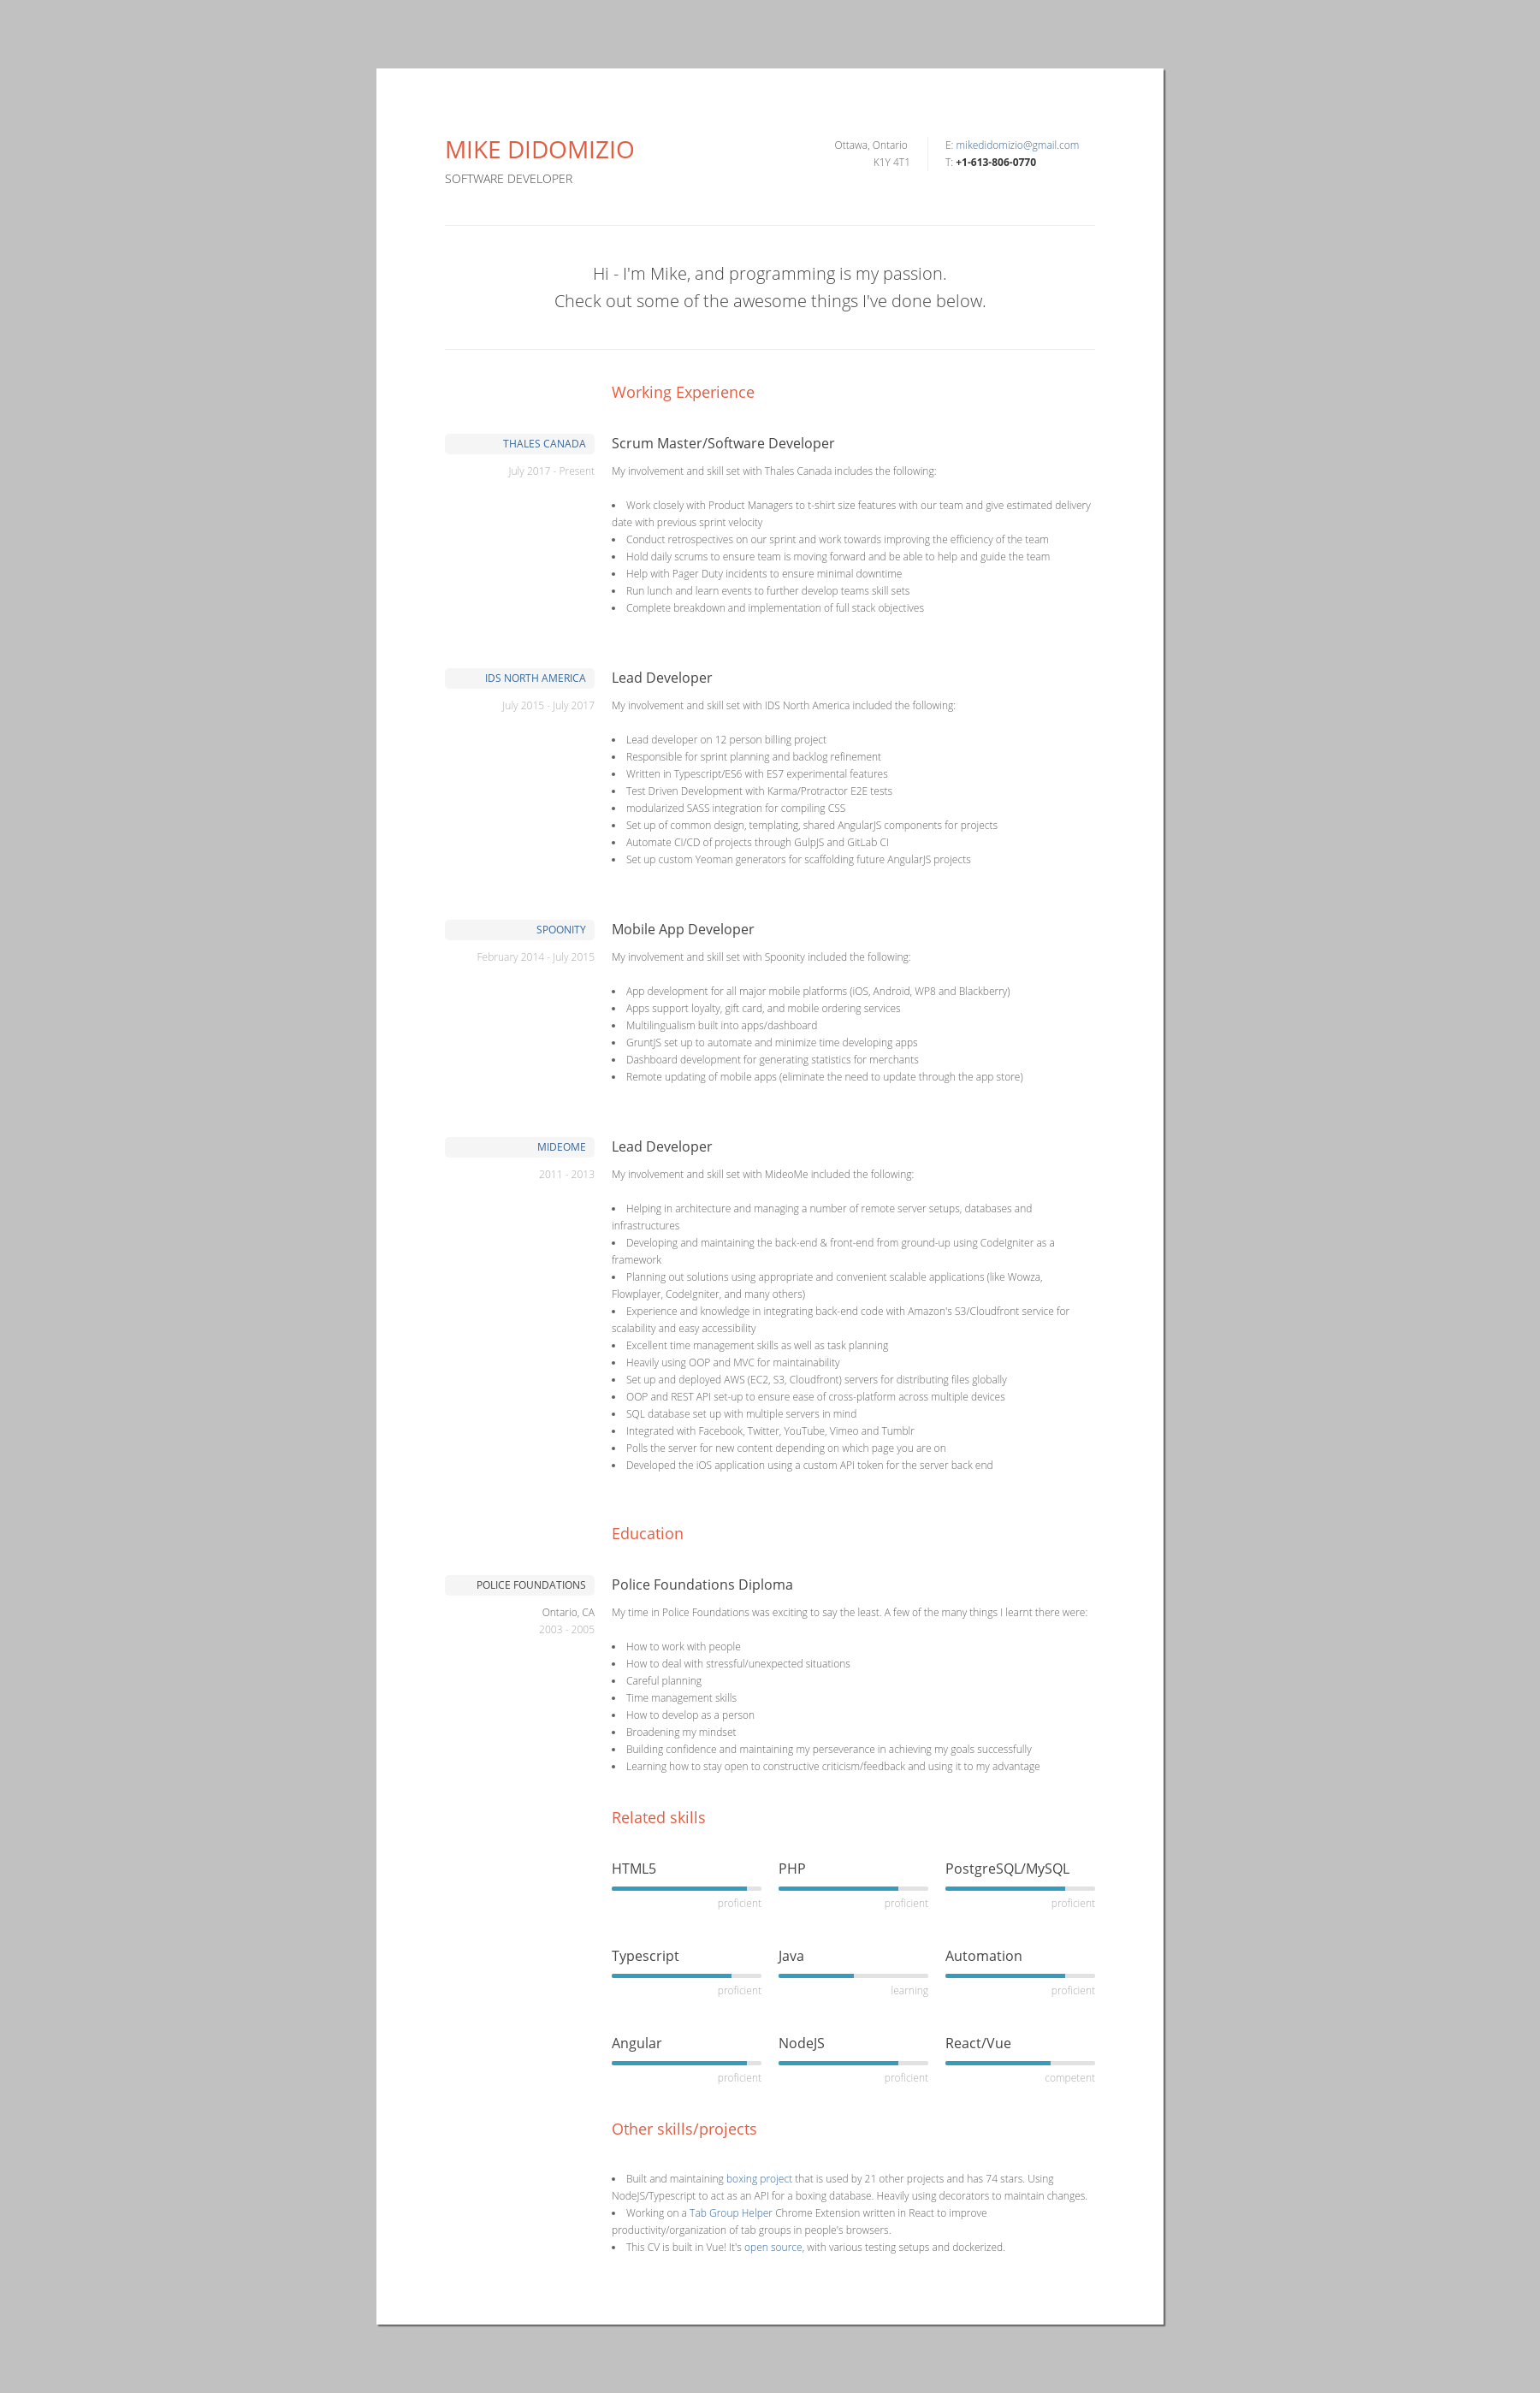 MIKE DIDOMIZIO
SOFTWARE DEVELOPER
Ottawa, Ontario
K1Y 4T1
E: mikedidomizio@gmail.com
T: +1-613-806-0770
Hi - I'm Mike, and programming is my passion.
Check out some of the awesome things I've done below.
Working Experience
THALES CANADA
July 2017 - Present
Scrum Master/Software Developer
My involvement and skill set with Thales Canada includes the following:
• Work closely with Product Managers to t-shirt size features with our team and give estimated delivery
date with previous sprint velocity
• Conduct retrospectives on our sprint and work towards improving the efficiency of the team
• Hold daily scrums to ensure team is moving forward and be able to help and guide the team
• Help with Pager Duty incidents to ensure minimal downtime
• Run lunch and learn events to further develop teams skill sets
• Complete breakdown and implementation of full stack objectives
IDS NORTH AMERICA
July 2015 - July 2017
Lead Developer
My involvement and skill set with IDS North America included the following:
• Lead developer on 12 person billing project
• Responsible for sprint planning and backlog refinement
• Written in Typescript/ES6 with ES7 experimental features
• Test Driven Development with Karma/Protractor E2E tests
• modularized SASS integration for compiling CSS
• Set up of common design, templating, shared AngularJS components for projects
• Automate CI/CD of projects through GulpJS and GitLab CI
• Set up custom Yeoman generators for scaffolding future AngularJS projects
SPOONITY
February 2014 - July 2015
Mobile App Developer
My involvement and skill set with Spoonity included the following:
• App development for all major mobile platforms (iOS, Android, WP8 and Blackberry)
• Apps support loyalty, gift card, and mobile ordering services
• Multilingualism built into apps/dashboard
• GruntJS set up to automate and minimize time developing apps
• Dashboard development for generating statistics for merchants
• Remote updating of mobile apps (eliminate the need to update through the app store)
MIDEOME
2011 - 2013
Lead Developer
My involvement and skill set with MideoMe included the following:
• Helping in architecture and managing a number of remote server setups, databases and
infrastructures
• Developing and maintaining the back-end & front-end from ground-up using CodeIgniter as a
framework
• Planning out solutions using appropriate and convenient scalable applications (like Wowza,
Flowplayer, CodeIgniter, and many others)
• Experience and knowledge in integrating back-end code with Amazon's S3/Cloudfront service for
scalability and easy accessibility
• Excellent time management skills as well as task planning
• Heavily using OOP and MVC for maintainability
• Set up and deployed AWS (EC2, S3, Cloudfront) servers for distributing files globally
• OOP and REST API set-up to ensure ease of cross-platform across multiple devices
• SQL database set up with multiple servers in mind
• Integrated with Facebook, Twitter, YouTube, Vimeo and Tumblr
• Polls the server for new content depending on which page you are on
• Developed the iOS application using a custom API token for the server back end
Education
POLICE FOUNDATIONS
Ontario, CA
2003 - 2005
Police Foundations Diploma
My time in Police Foundations was exciting to say the least. A few of the many things I learnt there were:
• How to work with people
• How to deal with stressful/unexpected situations
• Careful planning
• Time management skills
• How to develop as a person
• Broadening my mindset
• Building confidence and maintaining my perseverance in achieving my goals successfully
• Learning how to stay open to constructive criticism/feedback and using it to my advantage
Related skills
HTML5
proficient
PHP
proficient
PostgreSQL/MySQL
proficient
Typescript
proficient
Java
learning
Automation
proficient
Angular
proficient
NodeJS
proficient
React/Vue
competent
Other skills/projects
• Built and maintaining boxing project that is used by 21 other projects and has 74 stars. Using
NodeJS/Typescript to act as an API for a boxing database. Heavily using decorators to maintain changes.
• Working on a Tab Group Helper Chrome Extension written in React to improve
productivity/organization of tab groups in people's browsers.
• This CV is built in Vue! It's open source, with various testing setups and dockerized.